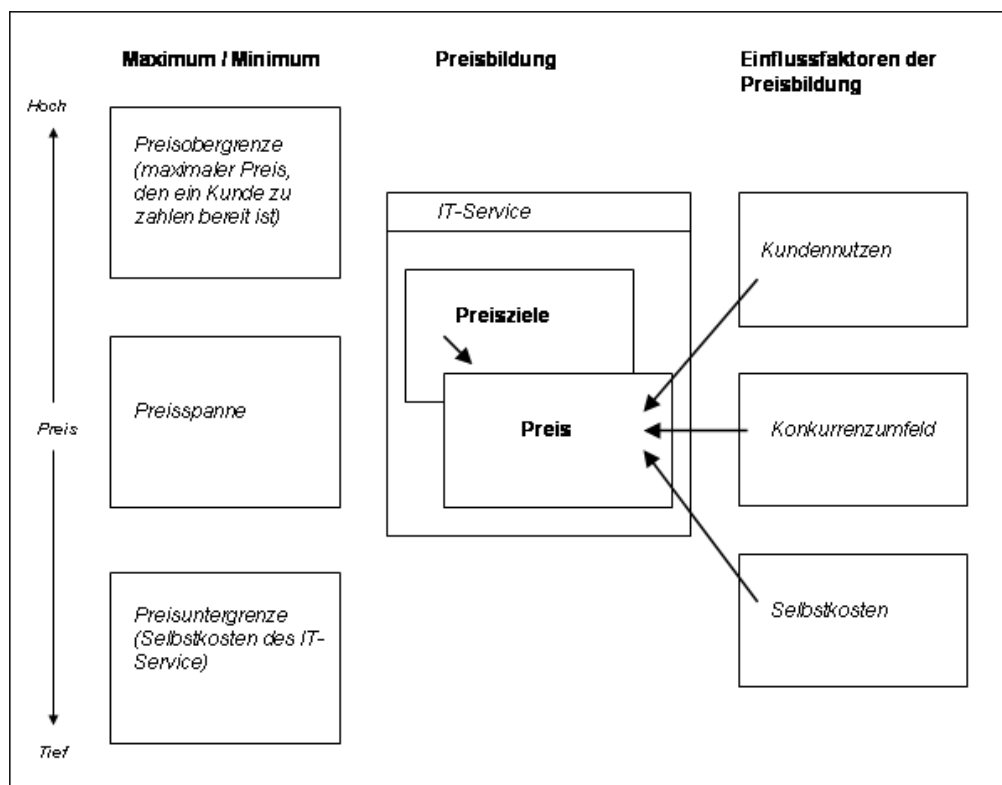 Maximum / Minimum
Preisbildung
Einflussfaktoren der
Preisbildung
Hoch
Preis
Tief
Preisobergrenze
(maximaler Preis,
den ein Kunde zu
zahlen bereit ist)
Preisspanne
Preisuntergrenze
(Selbstkosten des IT-
Service)
IT-Service
Preisziele
Preis
Kundennutzen
Konkurrenzumfeld
Selbstkosten